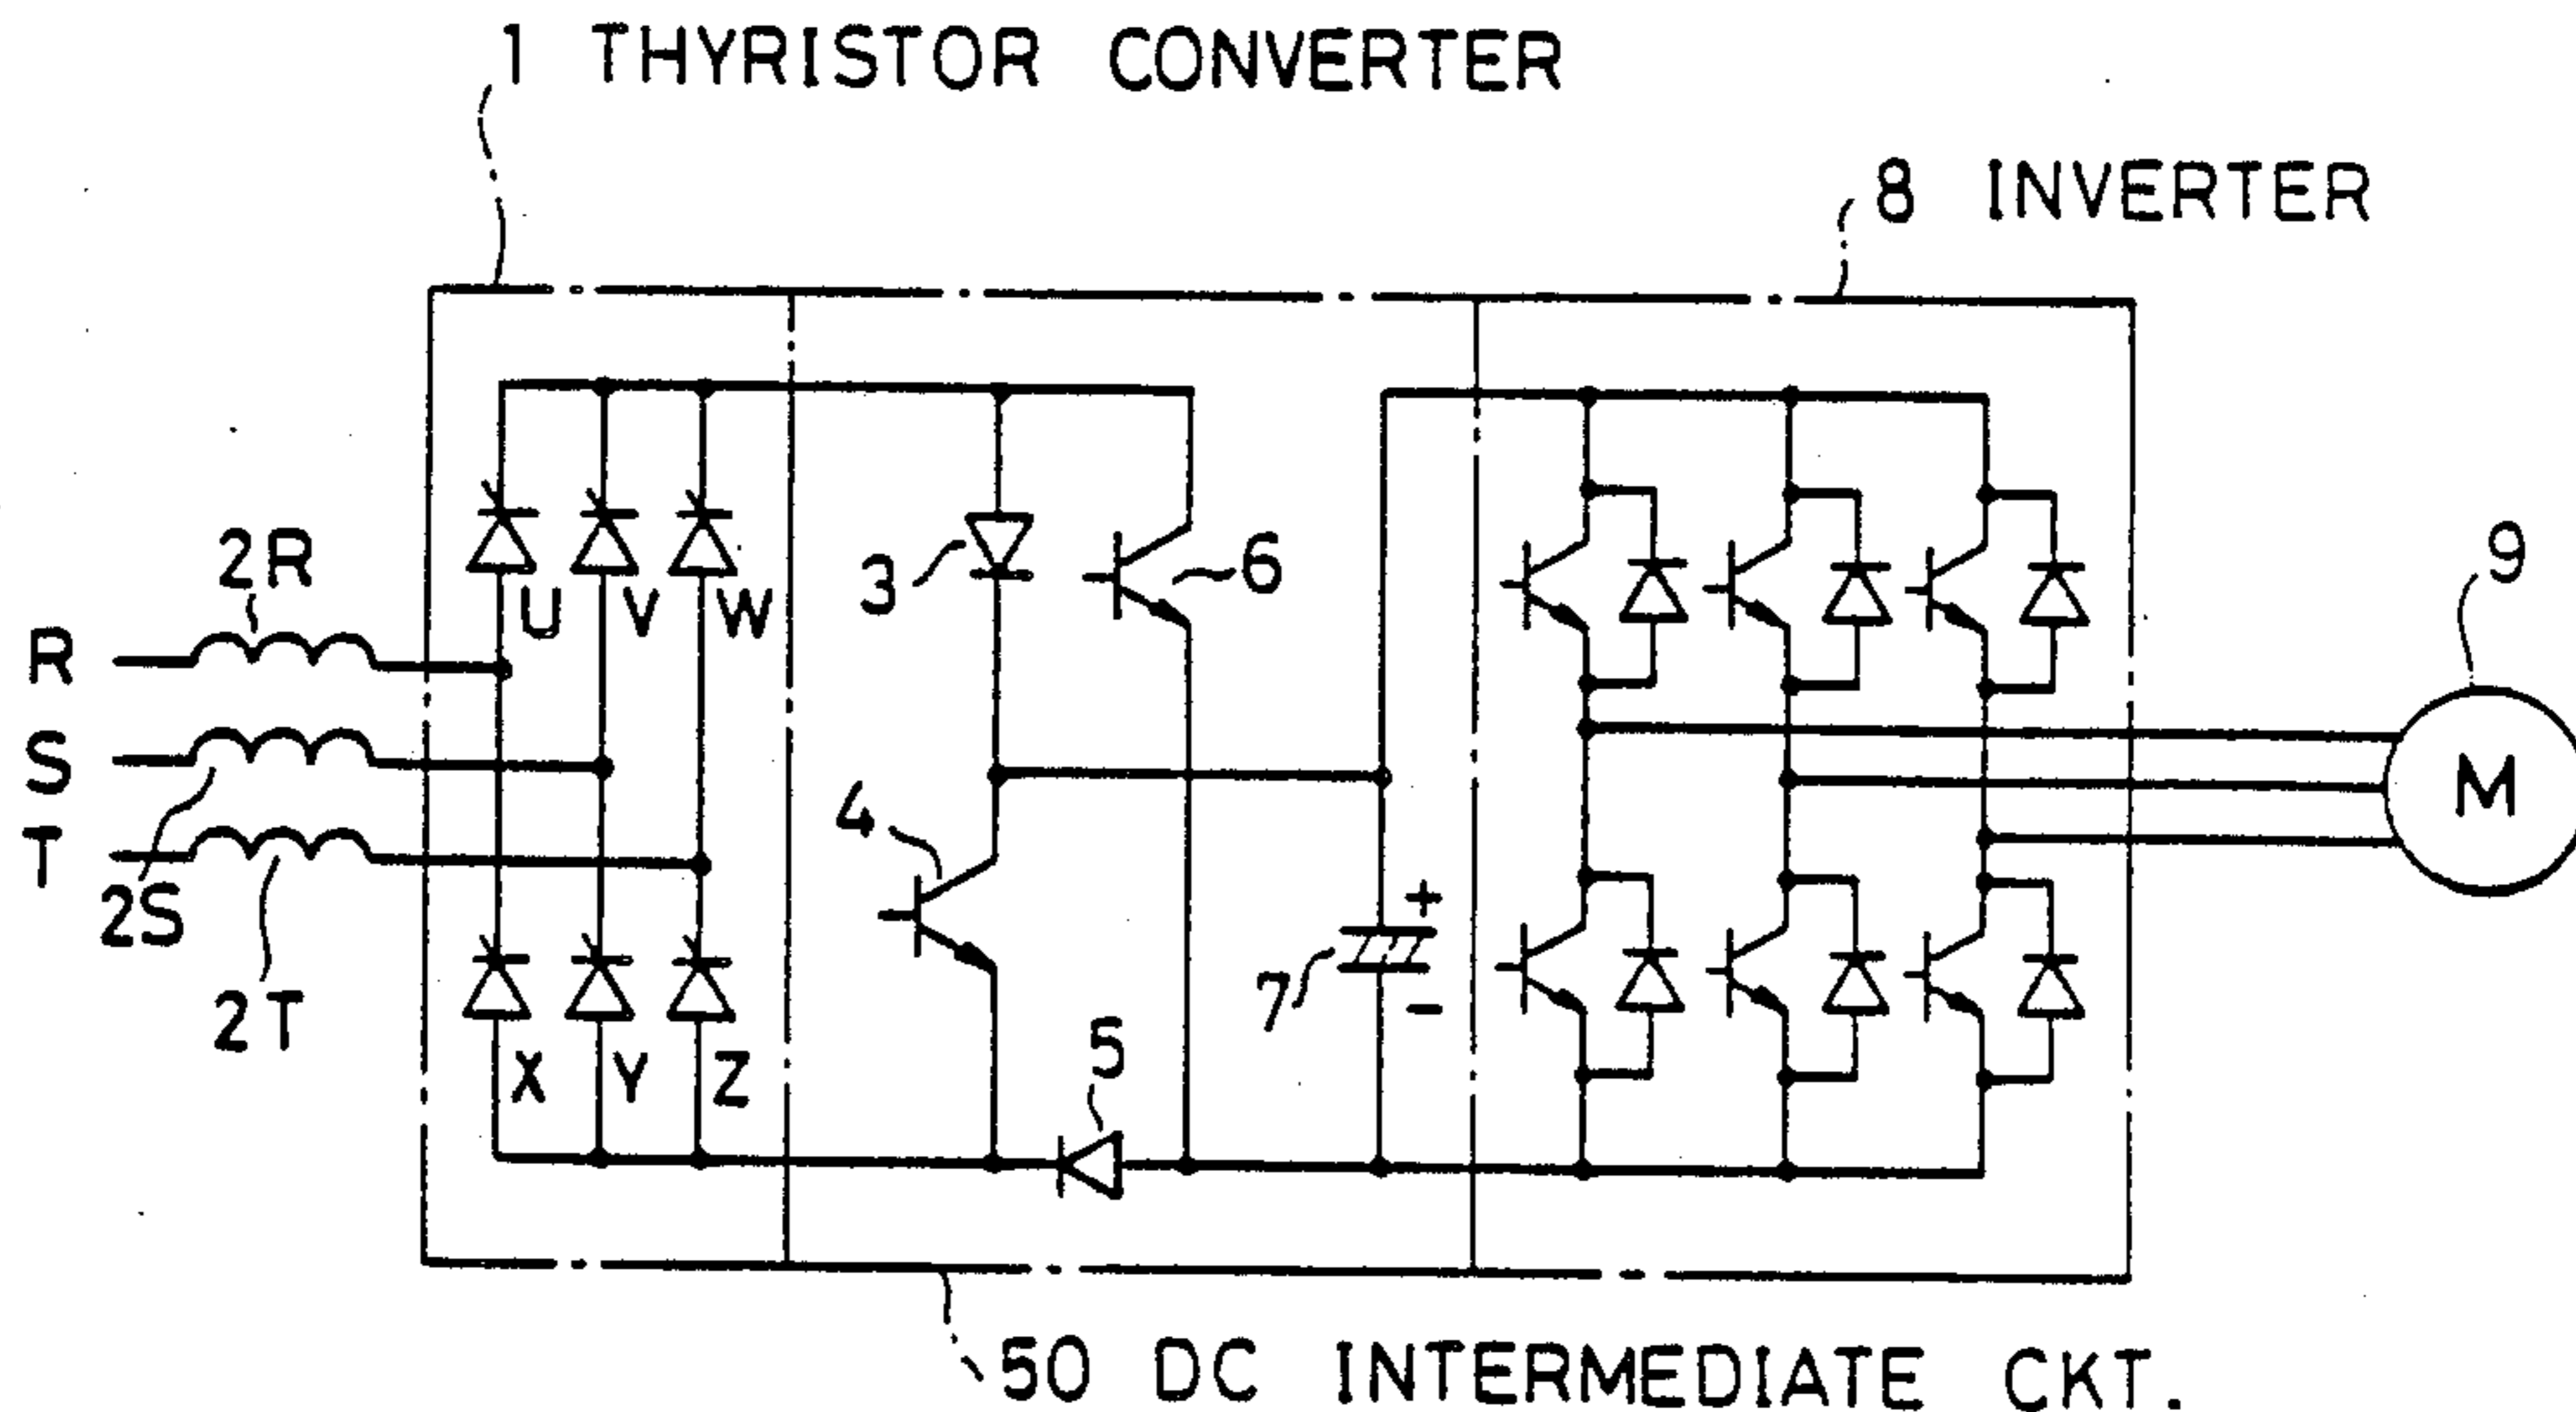 1 THYRISTOR CONVERTER
8 INVERTER
2R
3
6
9
U V W
R
S
M
4
T
+
2S
7
2T
-
5
X Y Z
50 DC INTERMEDIATE CKT.